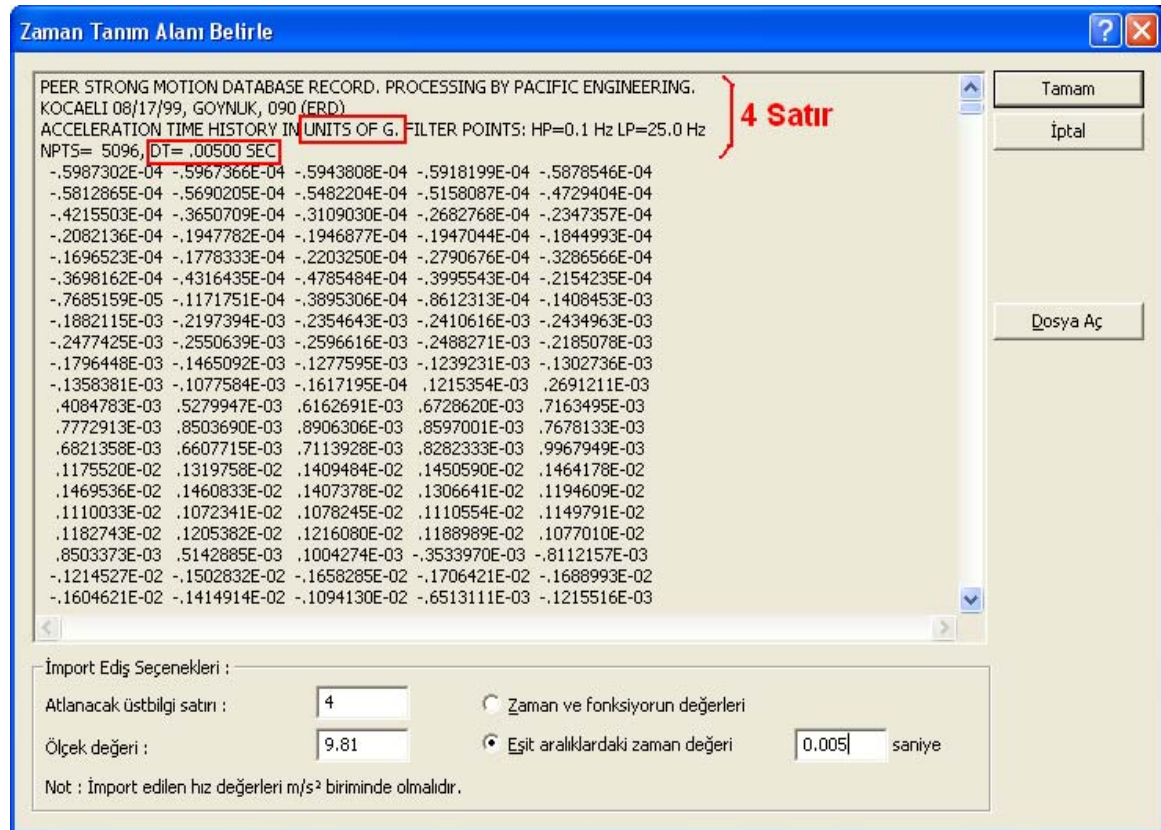 Zaman Tanım Alanı Belirle
PEER STRONG MOTION DATABASE RECORD. PROCESSING BY PACIFIC ENGINEERING.
KOCAELI 08/17/99, GOYNUK, 090 (ERD)
ACCELERATION TIME HISTORY IN UNITS OF G. FILTER POINTS: HP=0.1 Hz LP=25.0 Hz
NPTS= 5096, DT= .00500 SEC
4 Satır
-.5987302E-04 -.5967366E-04 -.5943808E-04 -.5918199E-04 -.5878546E-04
-.5812865E-04 -.5690205E-04 -.5482204E-04 -.5158087E-04 -.4729404E-04
-.4215503E-04 -.3650709E-04 -.3109030E-04 -.2682768E-04 -.2347357E-04
-.2082136E-04 -.1947782E-04 -.1946877E-04 -.1947044E-04 -.1844993E-04
-.1696523E-04 -.1778333E-04 -.2203250E-04 -.2790676E-04 -.3286566E-04
-.3698162E-04 -.4316435E-04 -.4785484E-04 -.3995543E-04 -.2154235E-04
-.7685159E-05 -.1171751E-04 -.3895306E-04 -.8612313E-04 -.1408453E-03
-.1882115E-03 -.2197394E-03 -.2354643E-03 -.2410616E-03 -.2434963E-03
-.2477425E-03 -.2550639E-03 -.2596616E-03 -.2488271E-03 -.2185078E-03
-.1796448E-03 -.1465092E-03 -.1277595E-03 -.1239231E-03 -.1302736E-03
-.1358381E-03 -.1077584E-03 -.1617195E-04 .1215354E-03 .2691211E-03
.4084783E-03 .5279947E-03 .6162691E-03 .6728620E-03 .7163495E-03
.7772913E-03 .8503690E-03 .8906306E-03 .8597001E-03 .7678133E-03
.6821358E-03 .6607715E-03 .7113928E-03 .8282333E-03 .9967949E-03
.1175520E-02 .1319758E-02 .1409484E-02 .1450590E-02 .1464178E-02
.1469536E-02 .1460833E-02 .1407378E-02 .1306641E-02 .1194609E-02
.1110033E-02 .1072341E-02 .1078245E-02 .1110554E-02 .1149791E-02
.1182743E-02 .1205382E-02 .1216080E-02 .1188989E-02 .1077010E-02
.8503373E-03 .5142885E-03 .1004274E-03 -.3533970E-03 -.8112157E-03
-.1214527E-02 -.1502832E-02 -.1658285E-02 -.1706421E-02 -.1688993E-02
-.1604621E-02 -.1414914E-02 -.1094130E-02 -.6513111E-03 -.1215516E-03
Tamam
İptal
Dosya Aç
İmport Ediş Seçenekleri :
Atlanacak üstbilgi satırı : 4
Zaman ve fonksiyorun değerleri
Ölçek değeri : 9.81
Eşit aralıklardaki zaman değeri 0.005 saniye
Not : İmport edilen hız değerleri m/s² biriminde olmalıdır.